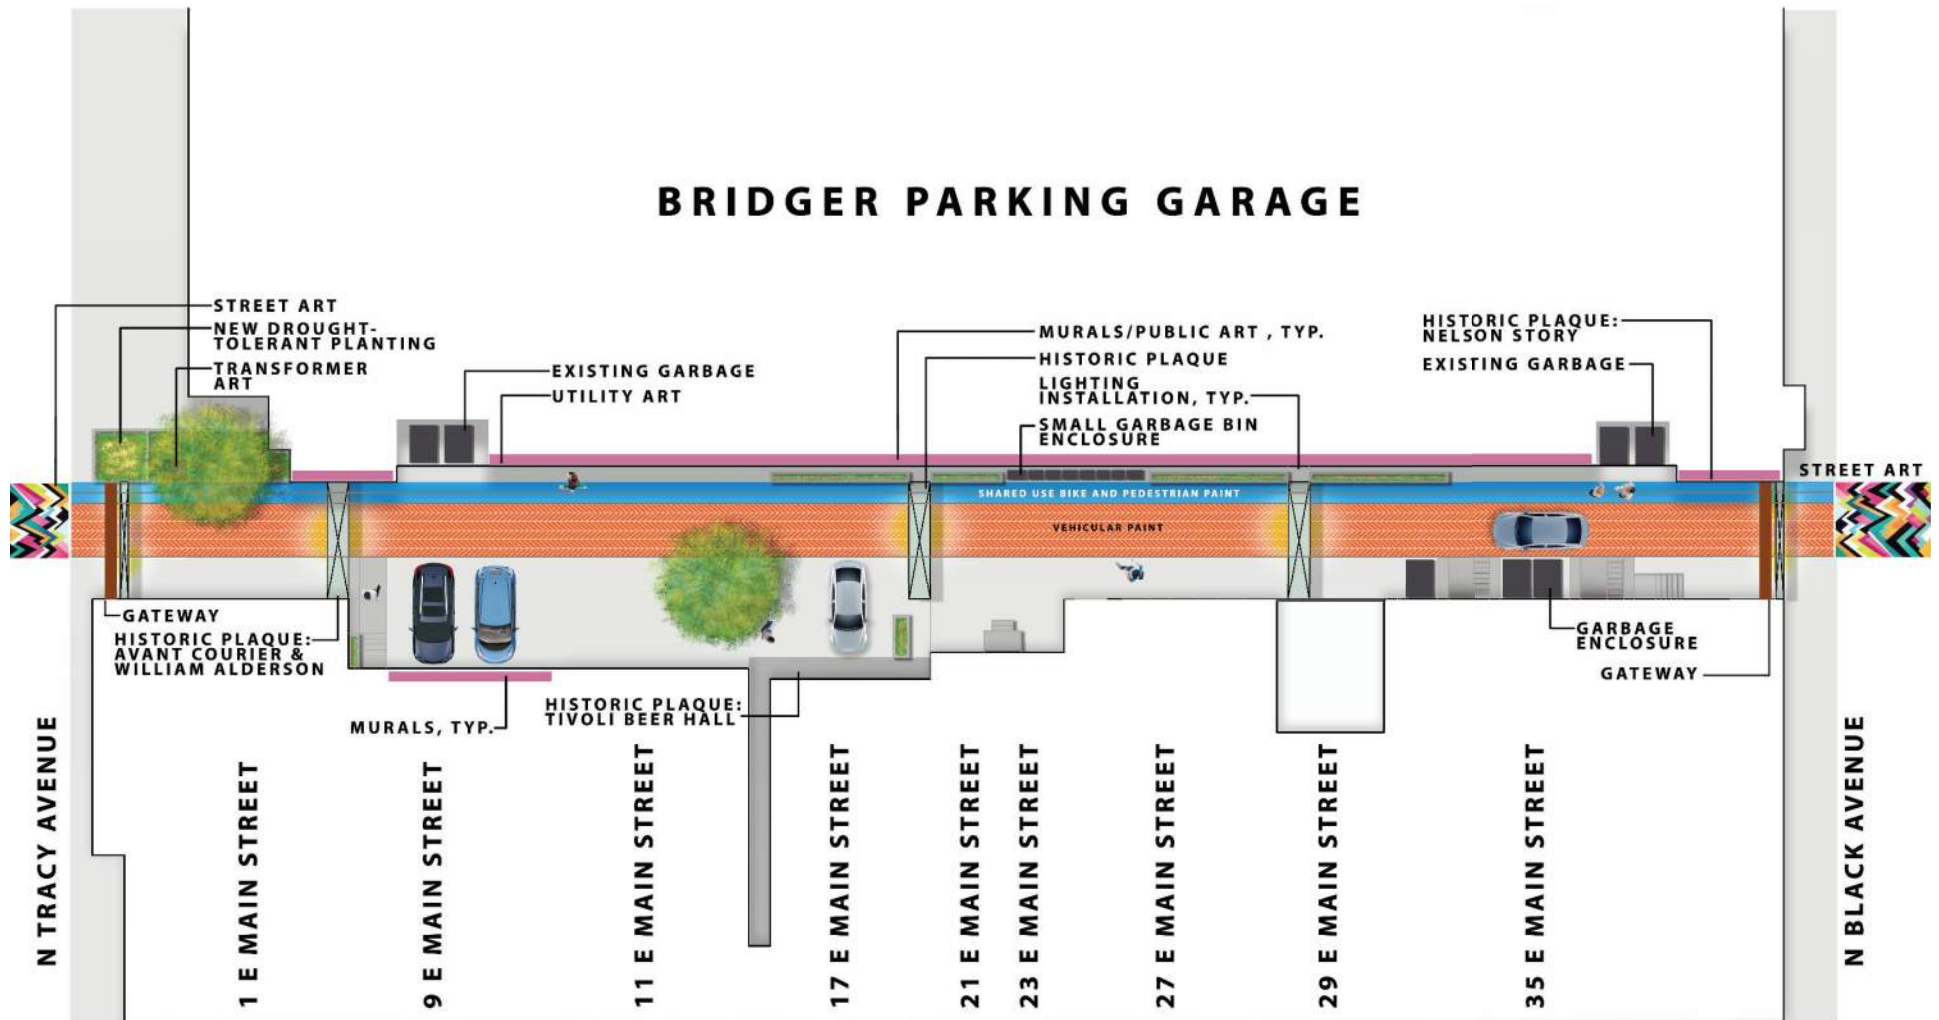 BRIDGER PARKING GARAGE
STREET ART
NEW DROUGHT-
TOLERANT PLANTING
TRANSFORMER
ART
EXISTING GARBAGE
UTILITY ART
MURALS/PUBLIC ART , TYP.
HISTORIC PLAQUE
LIGHTING
INSTALLATION, TYP.
SMALL GARBAGE BIN
ENCLOSURE
HISTORIC PLAQUE:
NELSON STORY
EXISTING GARBAGE
STREET ART
SHARED USE BIKE AND PEDESTRIAN PAINT
VEHICULAR PAINT
GATEWAY
HISTORIC PLAQUE:
AVANT COURIER &
WILLIAM ALDERSON
MURALS, TYP.
HISTORIC PLAQUE:
TIVOLI BEER HALL
GARBAGE
ENCLOSURE
GATEWAY
N TRACY AVENUE
1 E MAIN STREET
9 E MAIN STREET
11 E MAIN STREET
17 E MAIN STREET
21 E MAIN STREET
23 E MAIN STREET
27 E MAIN STREET
29 E MAIN STREET
35 E MAIN STREET
N BLACK AVENUE